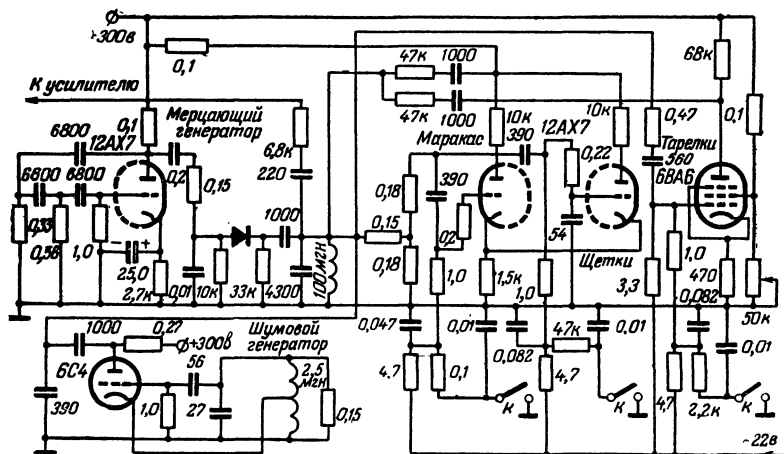 +300в
0,1
К усилителю
47к
1000
47к
1000
68к
0,1
Мерцающий
генератор
0,1
12АХ7
6800
6800
6800
0,2
0,15
6,8к
220
Маракас
10к
390
12АХ7
0,22
10к
0,47
Тарелки
560
6ВА6
0,33
0,56
1,0
25,0
2,7к
0,01
10к
33к
1000
4300
100мгн
0,15
0,18
0,18
390
0,2
1,0
1,5к
1,0
54
Щетки
3,3
1,0
470
50к
1000
0,27
+300в
Шумовой
генератор
6С4
390
1,0
56
27
2,5
мгн
0,15
0,047
0,01
0,082
47к
0,01
0,082
0,01
4.7
0,1
К
4,7
К
4,7
2,2к
К
~22в